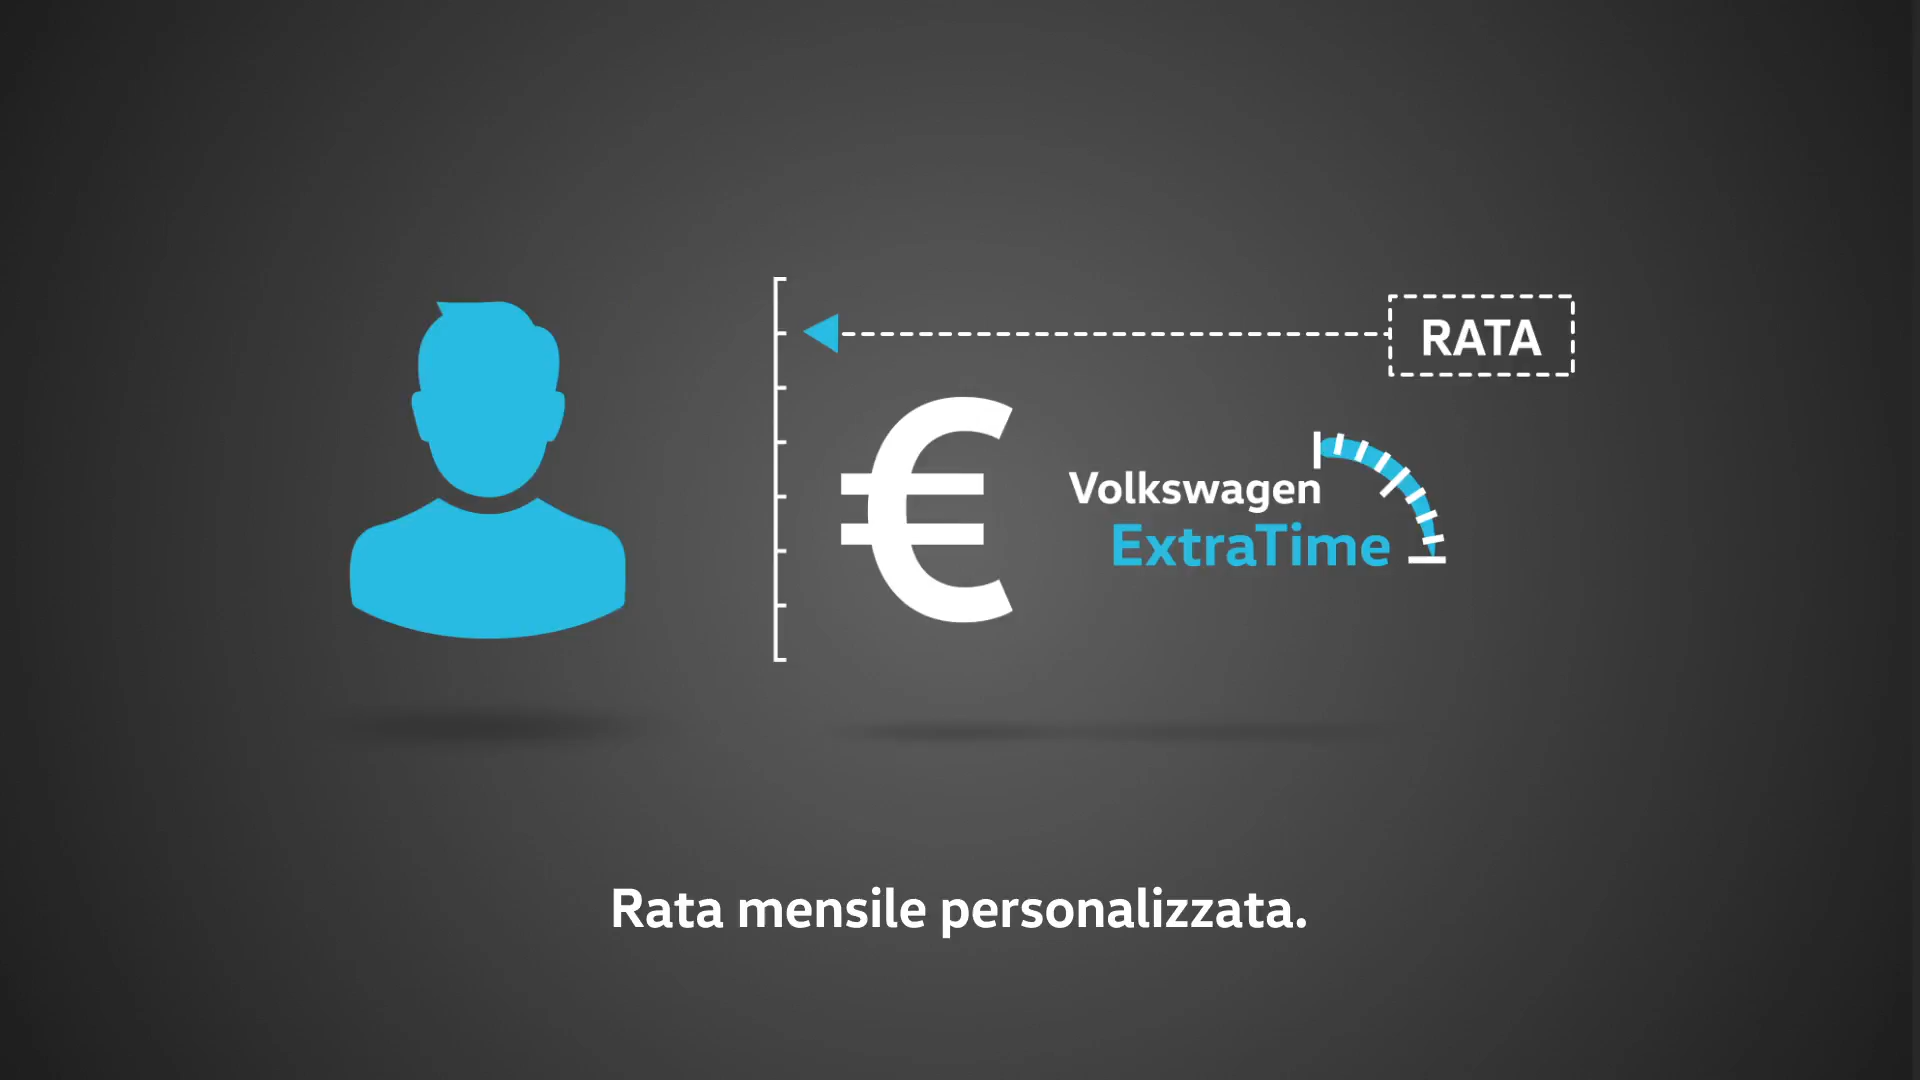 RATA
€
Volkswagen
ExtraTime
Rata mensile personalizzata.